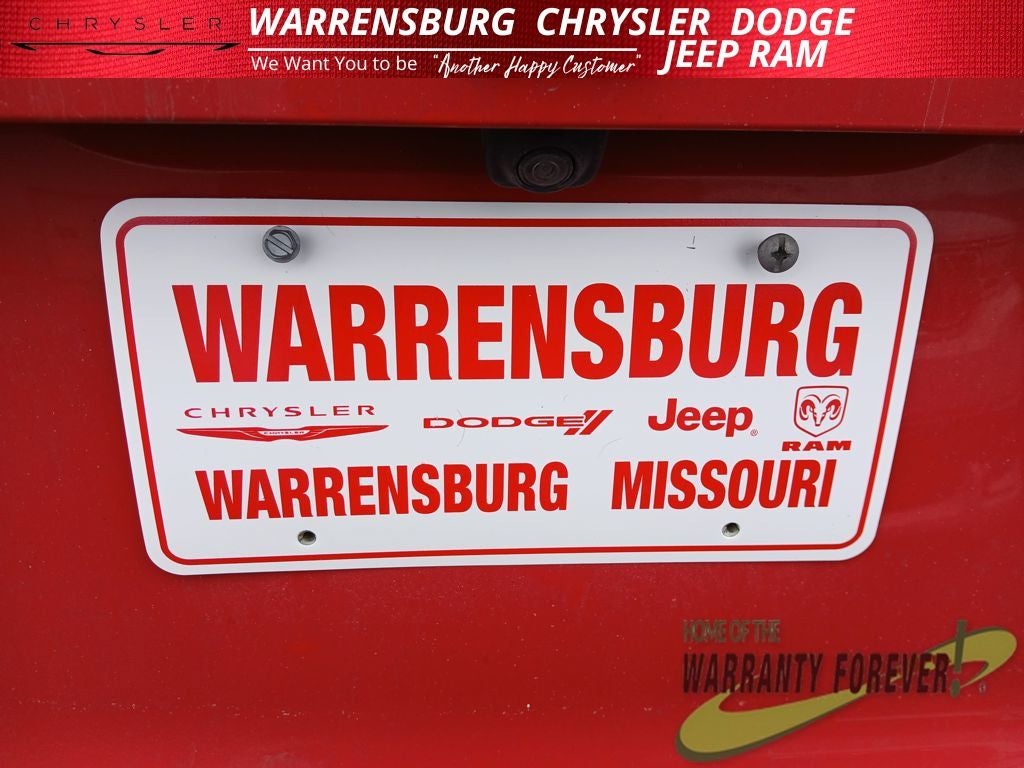 CHRYSLER
WARRENSBURG CHRYSLER DODGE
JEEP RAM
We Want You to be "Another Happy Customer"
WARRENSBURG
CHRYSLER
DODGE
Jeep®
RAM
WARRENSBURG MISSOURI
HOME OF THE
WARRANTY FOREVER!